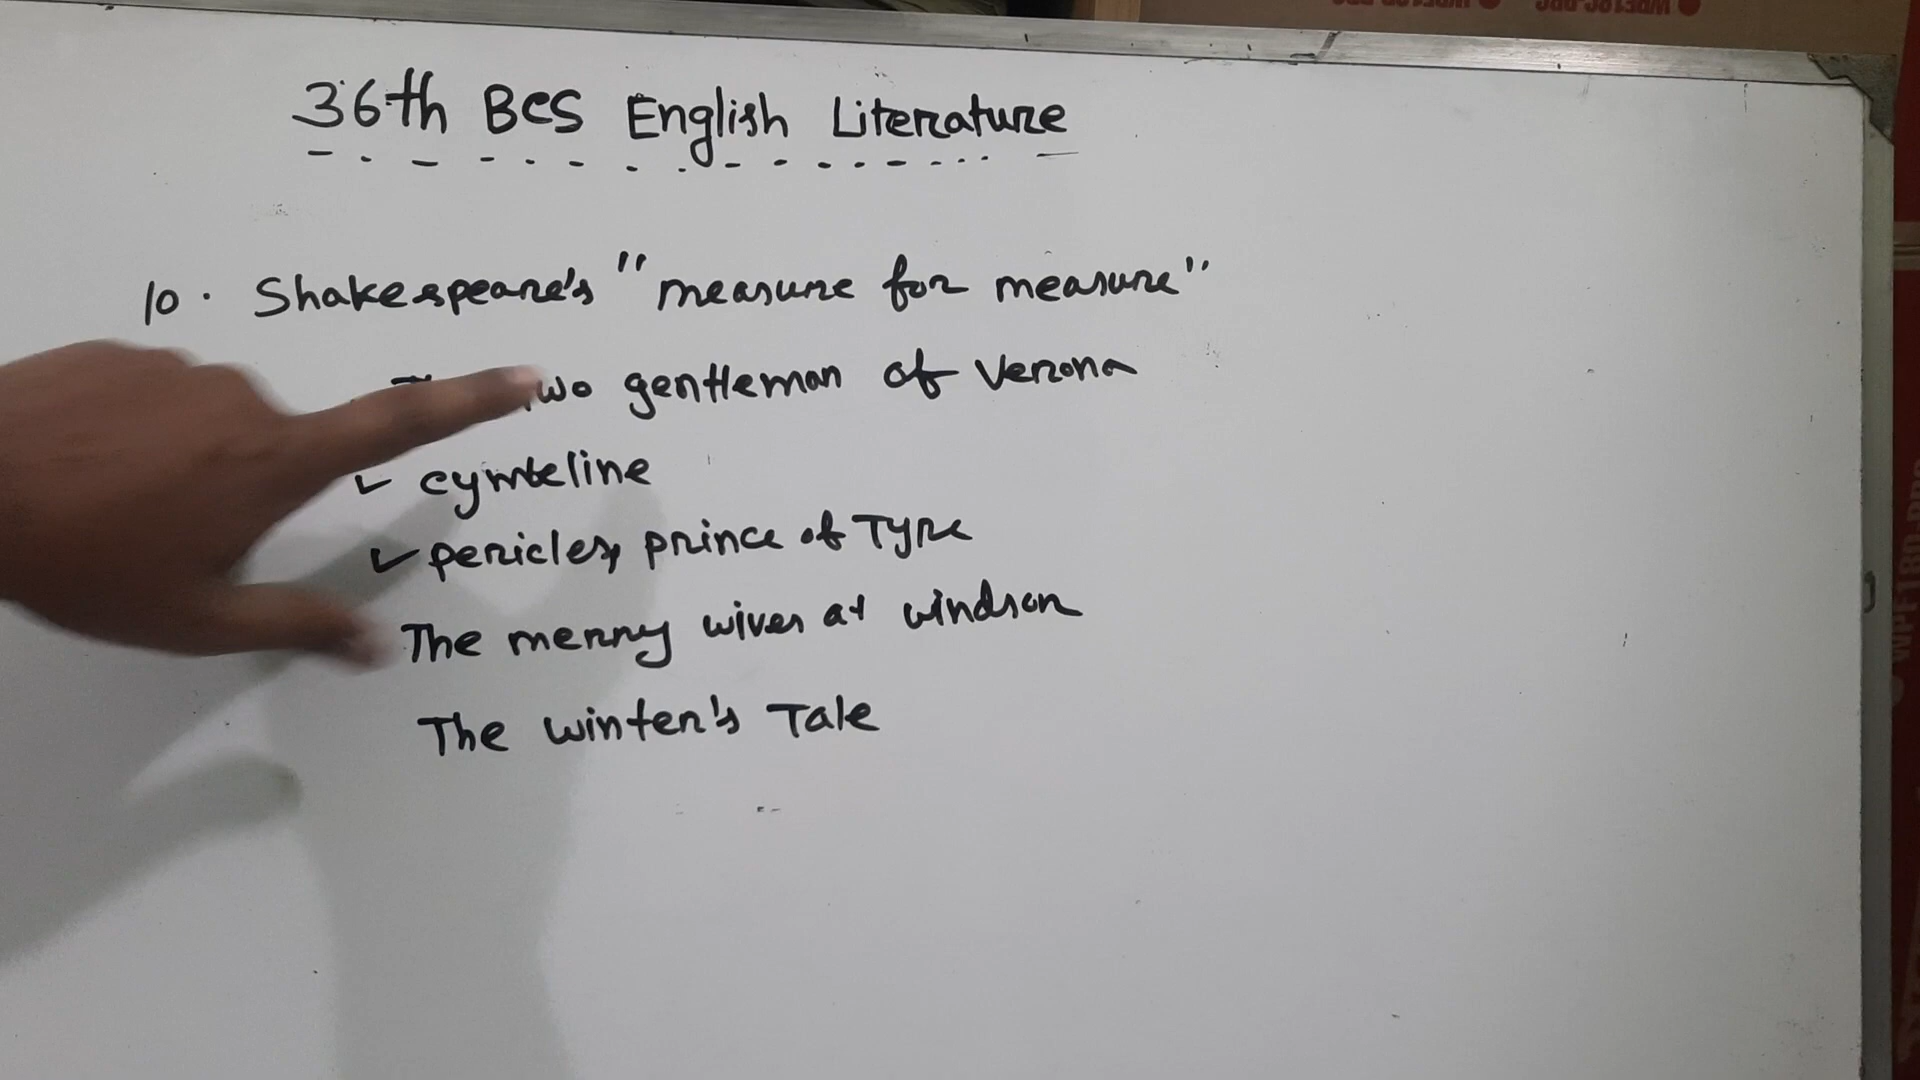 36th BCS English Literature
10. Shakespeare's "measure for measure"
two gentleman of Verona
cymbeline
pericles, prince of Tyre
The merry wives at windsor
The winter's Tale